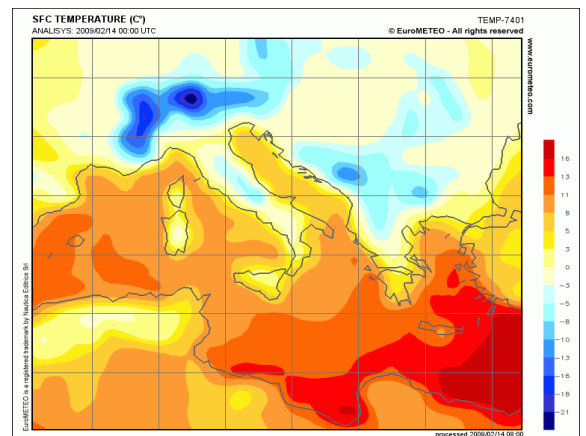 SFC TEMPERATURE (C°)
TEMP-7401
ANALISYS: 2009/02/14 00:00 UTC
© EuroMETEO - All rights reserved
www.eurometeo.com
EuroMETEO is a registered trademark by Nautica Editrice Srl
16
13
11
8
5
3
0
-3
-5
-8
-10
-13
-16
-18
-21
processed 2009/02/14 08:00